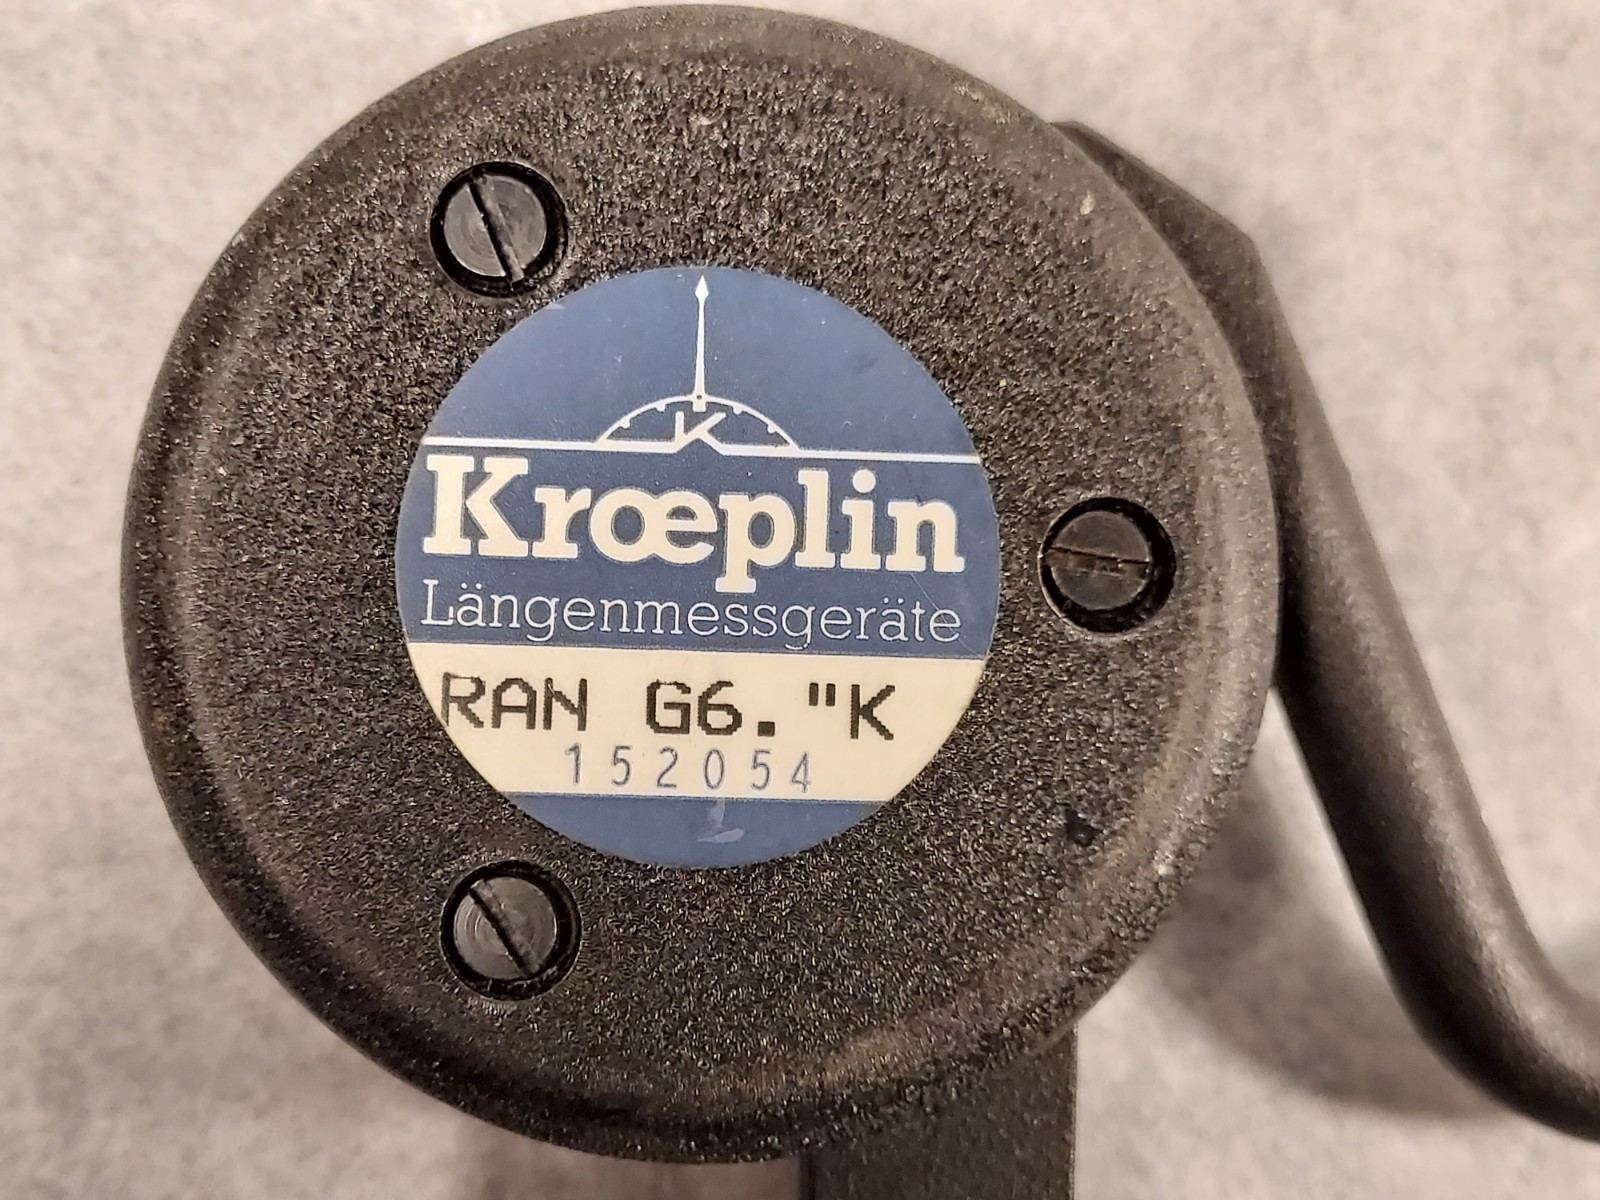 K
Krœplin
Längenmessgeräte
RAN G6."K
152054